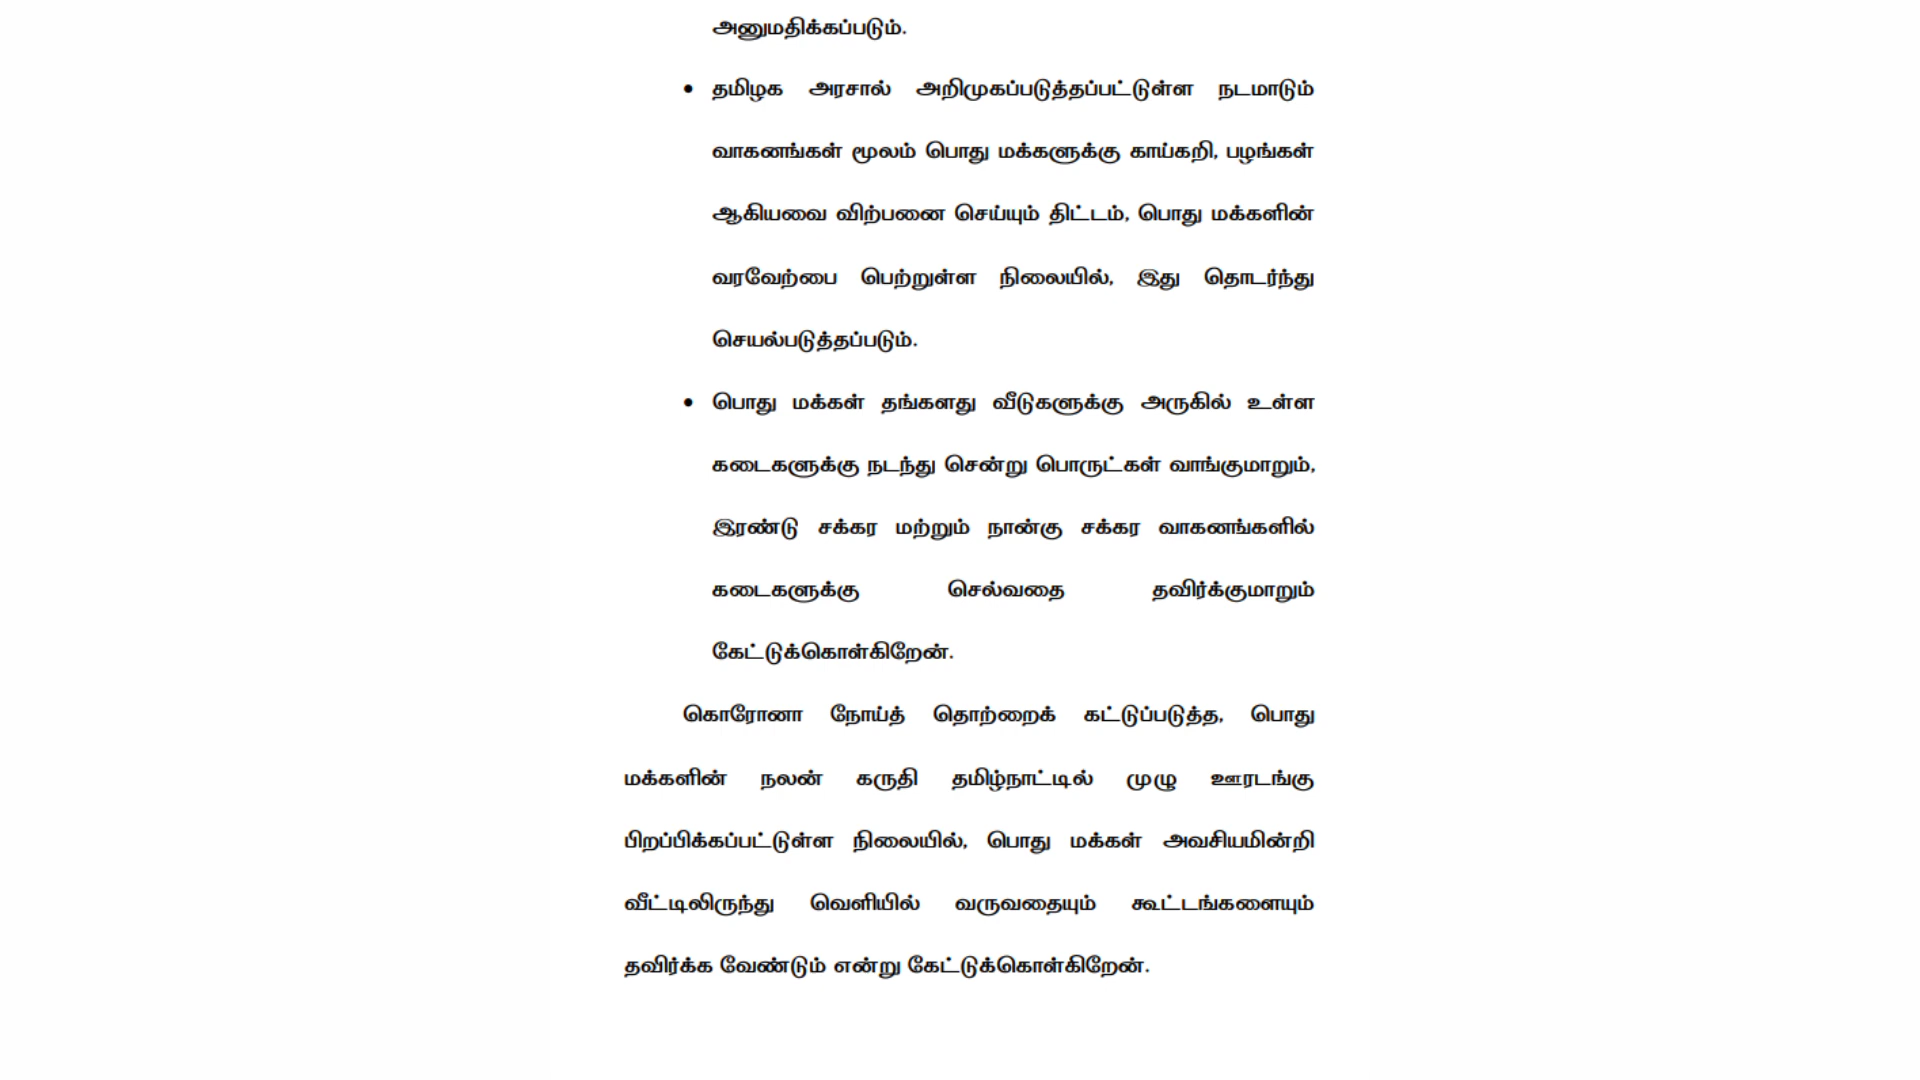 அனுமதிக்கப்படும்.
• தமிழக அரசால் அறிமுகப்படுத்தப்பட்டுள்ள நடமாடும்
வாகனங்கள் மூலம் பொது மக்களுக்கு காய்கறி, பழங்கள்
ஆகியவை விற்பனை செய்யும் திட்டம், பொது மக்களின்
வரவேற்பை பெற்றுள்ள நிலையில், இது தொடர்ந்து
செயல்படுத்தப்படும்.
• பொது மக்கள் தங்களது வீடுகளுக்கு அருகில் உள்ள
கடைகளுக்கு நடந்து சென்று பொருட்கள் வாங்குமாறும்,
இரண்டு சக்கர மற்றும் நான்கு சக்கர வாகனங்களில்
கடைகளுக்கு செல்வதை தவிர்க்குமாறும்
கேட்டுக்கொள்கிறேன்.
கொரோனா நோய்த் தொற்றைக் கட்டுப்படுத்த, பொது
மக்களின் நலன் கருதி தமிழ்நாட்டில் முழு ஊரடங்கு
பிறப்பிக்கப்பட்டுள்ள நிலையில், பொது மக்கள் அவசியமின்றி
வீட்டிலிருந்து வெளியில் வருவதையும் கூட்டங்களையும்
தவிர்க்க வேண்டும் என்று கேட்டுக்கொள்கிறேன்.